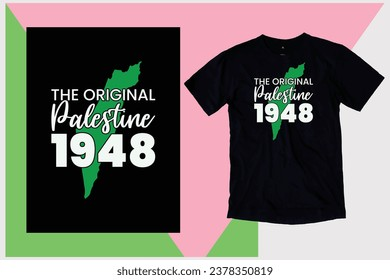 THE ORIGINAL
Palestine
1948
THE ORIGINAL
Palestine
1948
shutterstock.com · 2378350819